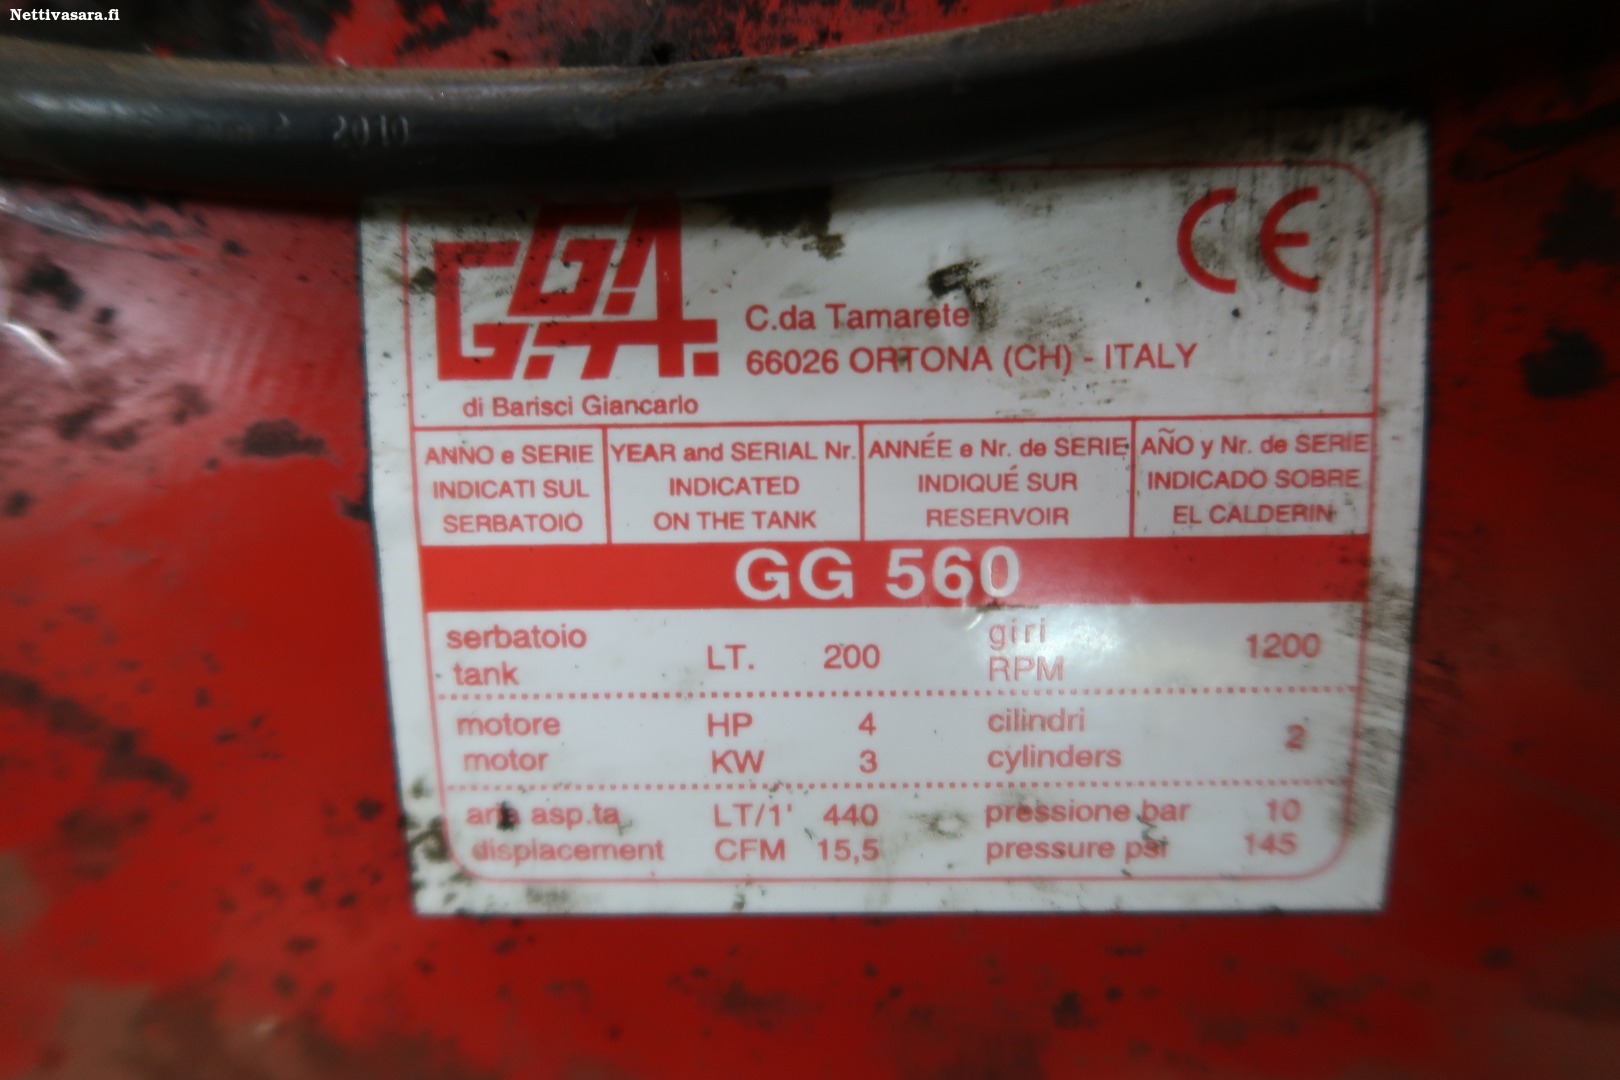 Nettivasara.fi
2010
G.G.A.
C.da Tamarete
66026 ORTONA (CH) - ITALY
di Barisci Giancarlo
CE
ANNO e SERIE
INDICATI SUL
SERBATOIO
YEAR and SERIAL Nr.
INDICATED
ON THE TANK
ANNÉE e Nr. de SERIE
INDIQUÉ SUR
RESERVOIR
AÑO y Nr. de SERIE
INDICADO SOBRE
EL CALDERIN
GG 560
serbatoio
tank
LT. 200
giri
RPM
1200
motore HP 4
motor KW 3
cilindri
cylinders
2
aria asp.ta LT/1' 440
displacement CFM 15,5
pressione bar 10
pressure psi 145